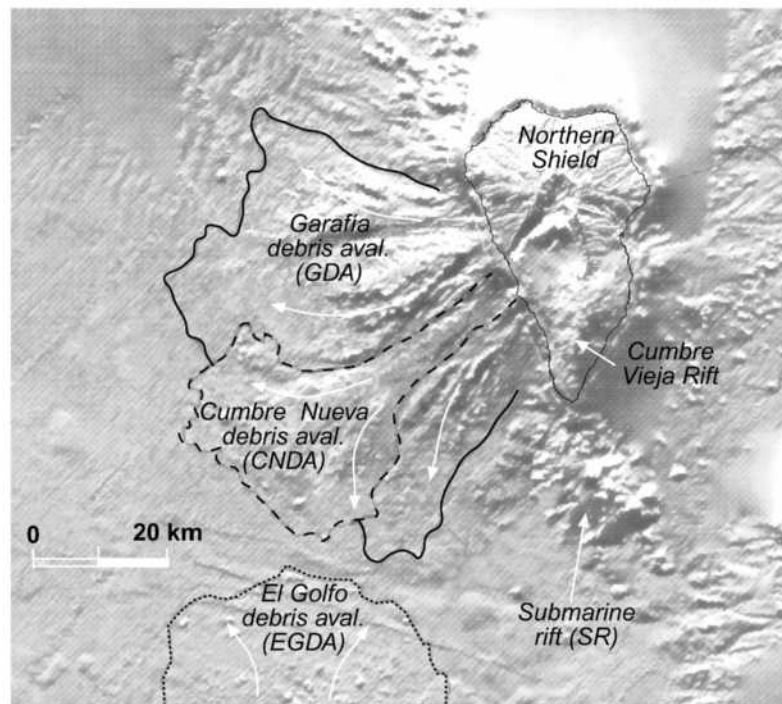 Northern
Shield
Garafía
debris aval.
(GDA)
Cumbre
Vieja Rift
Cumbre Nueva
debris aval.
(CNDA)
0 20 km
El Golfo
debris aval.
(EGDA)
Submarine
rift (SR)